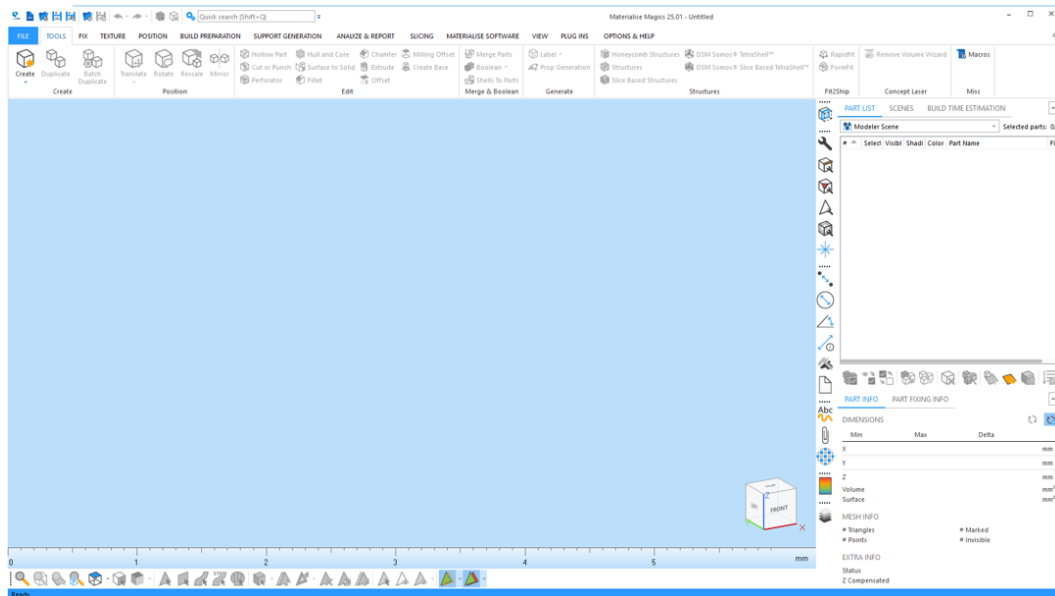 Quick search (Shift+Q)
Materialise Magics 25.01 - Untitled
FILE TOOLS FIX TEXTURE POSITION BUILD PREPARATION SUPPORT GENERATION ANALYZE & REPORT SLICING MATERIALISE SOFTWARE VIEW PLUG INS OPTIONS & HELP
Create Duplicate Batch Duplicate
Create
Translate Rotate Rescale Mirror
Position
Hollow Part Hull and Core Chamfer Milling Offset
Cut or Punch Surface to Solid Extrude Create Base
Perforator Fillet Offset
Edit
Merge Parts
Boolean
Shells To Parts
Merge & Boolean
Label
Prop Generation
Generate
Honeycomb Structures DSM Somos® TetraShell™
Structures DSM Somos® Slice Based TetraShell™
Slice Based Structures
Structures
RapidFit
FormFit
Fit2Ship
Remove Volume Wizard
Concept Laser
Macros
Misc
PART LIST SCENES BUILD TIME ESTIMATION
Modeler Scene Selected parts: 0
# Select Visibl Shadi Color Part Name Fi
Abc
PART INFO PART FIXING INFO
DIMENSIONS
Min Max Delta
X mm
Y mm
Z mm
Volume mm³
Surface mm²
MESH INFO
# Triangles # Marked
# Points # Invisible
EXTRA INFO
Status
Z Compensated
Z
FRONT
X
0 1 2 3 4 5 mm
Ready